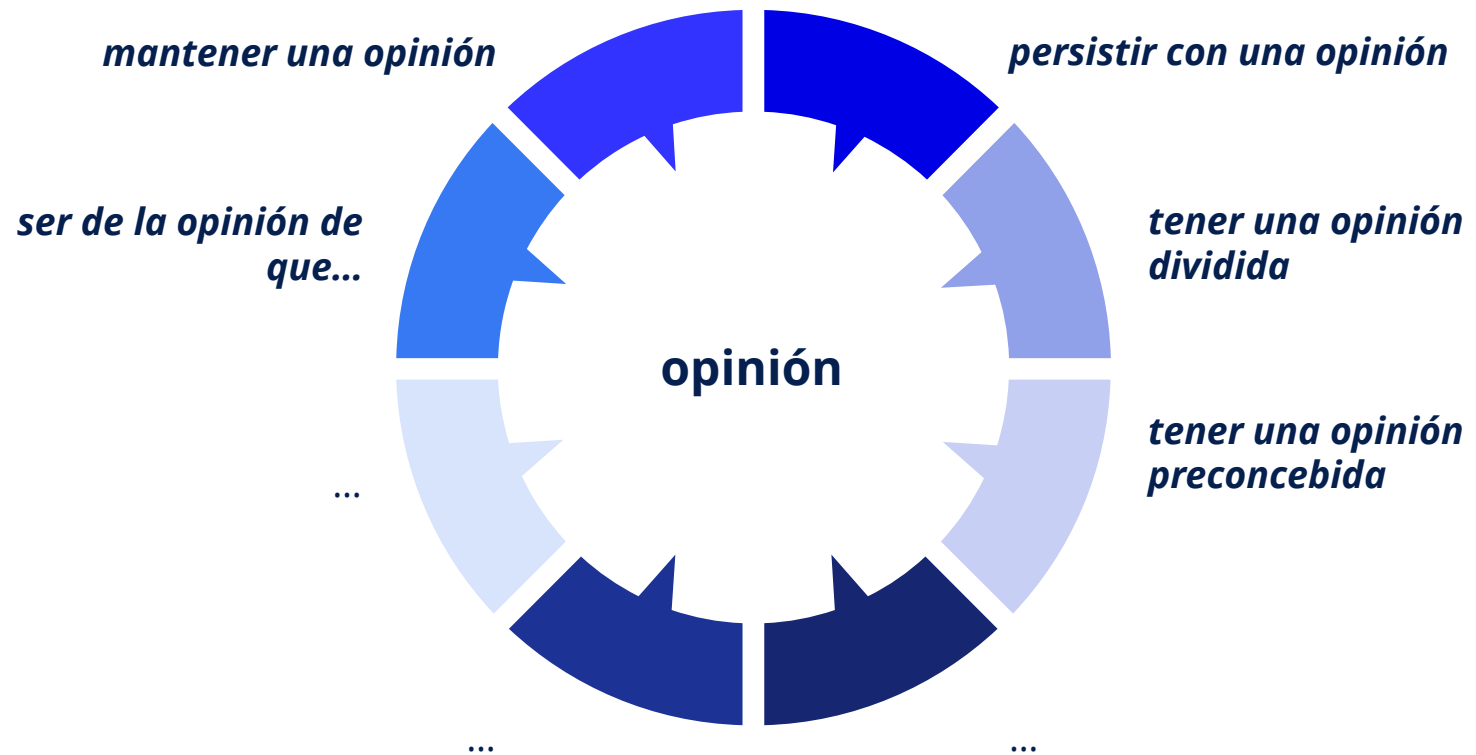 mantener una opinión
persistir con una opinión
ser de la opinión de
que...
tener una opinión
dividida
opinión
tener una opinión
preconcebida
...
...
...